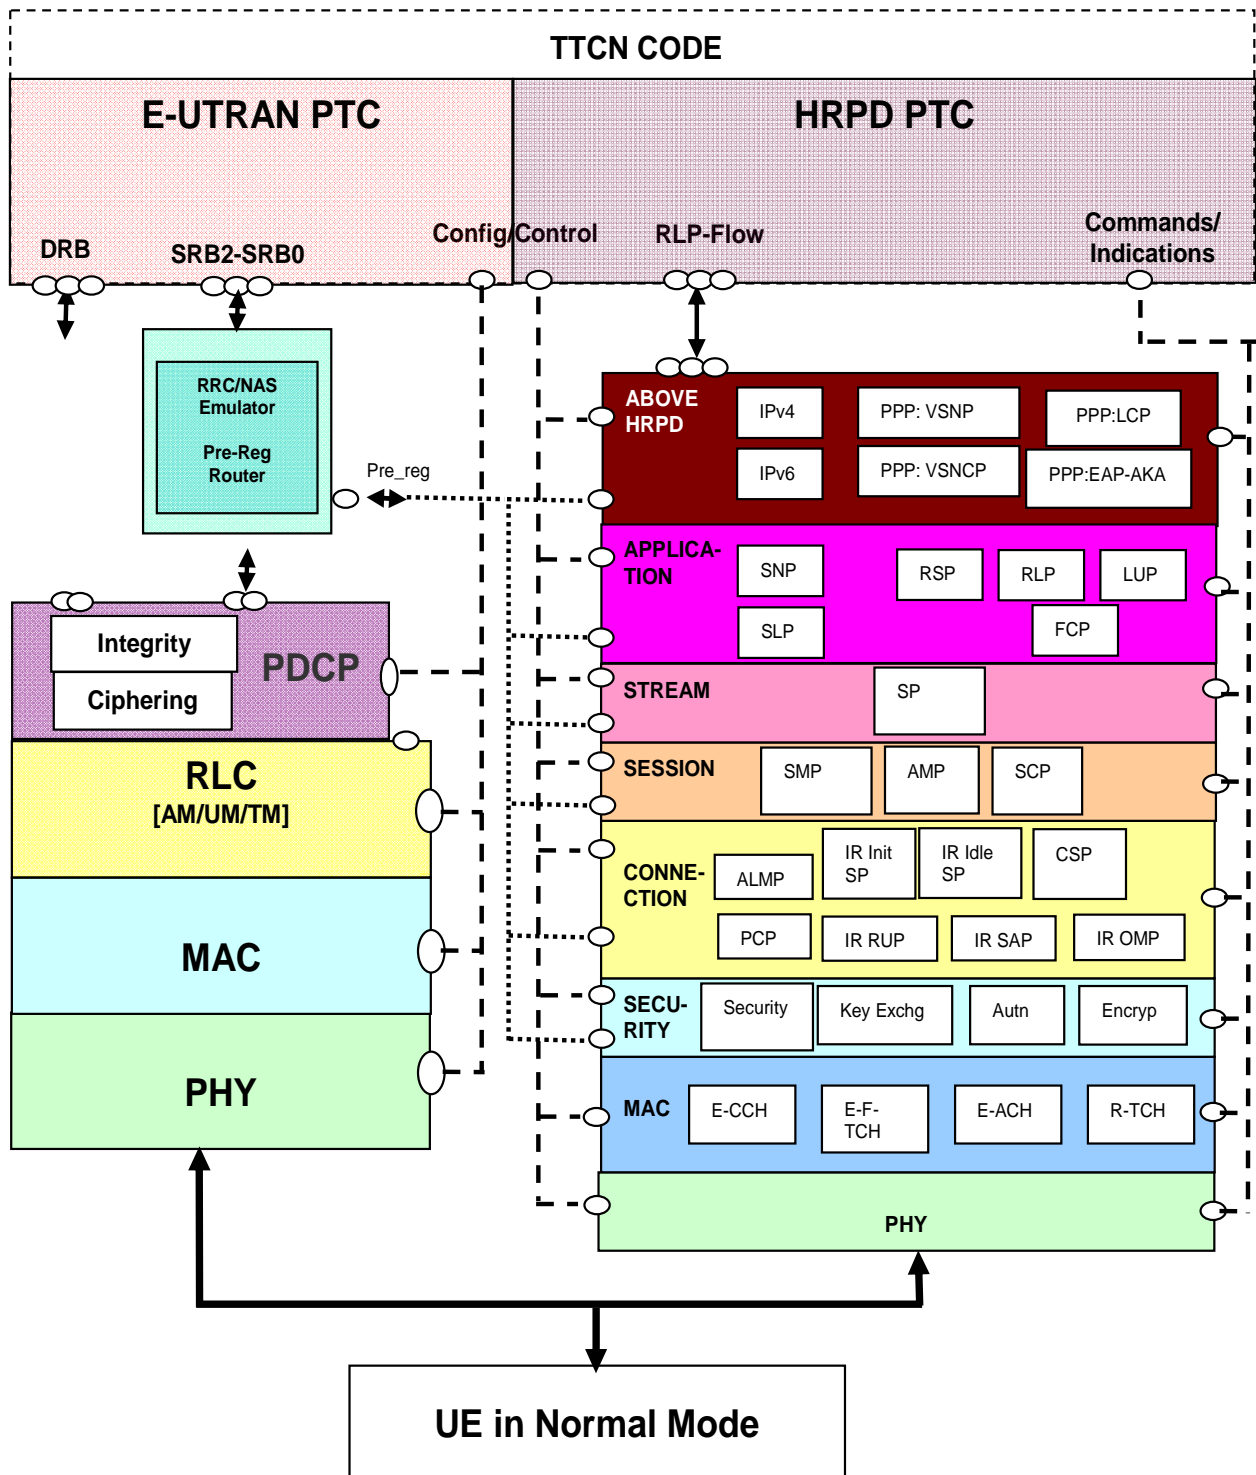 TTCN CODE
E-UTRAN PTC
HRPD PTC
DRB
SRB2-SRB0
Config/Control
RLP-Flow
Commands/
Indications
RRC/NAS
Emulator
Pre-Reg
Router
Pre_reg
ABOVE
HRPD
IPv4
PPP: VSNP
PPP:LCP
IPv6
PPP: VSNCP
PPP:EAP-AKA
APPLICA-
TION
SNP
RSP
RLP
LUP
SLP
FCP
Integrity
Ciphering
PDCP
STREAM
SP
RLC
[AM/UM/TM]
SESSION
SMP
AMP
SCP
CONNE-
CTION
ALMP
IR Init
SP
IR Idle
SP
CSP
PCP
IR RUP
IR SAP
IR OMP
MAC
SECU-
RITY
Security
Key Exchg
Autn
Encryp
PHY
MAC
E-CCH
E-F-
TCH
E-ACH
R-TCH
PHY
UE in Normal Mode